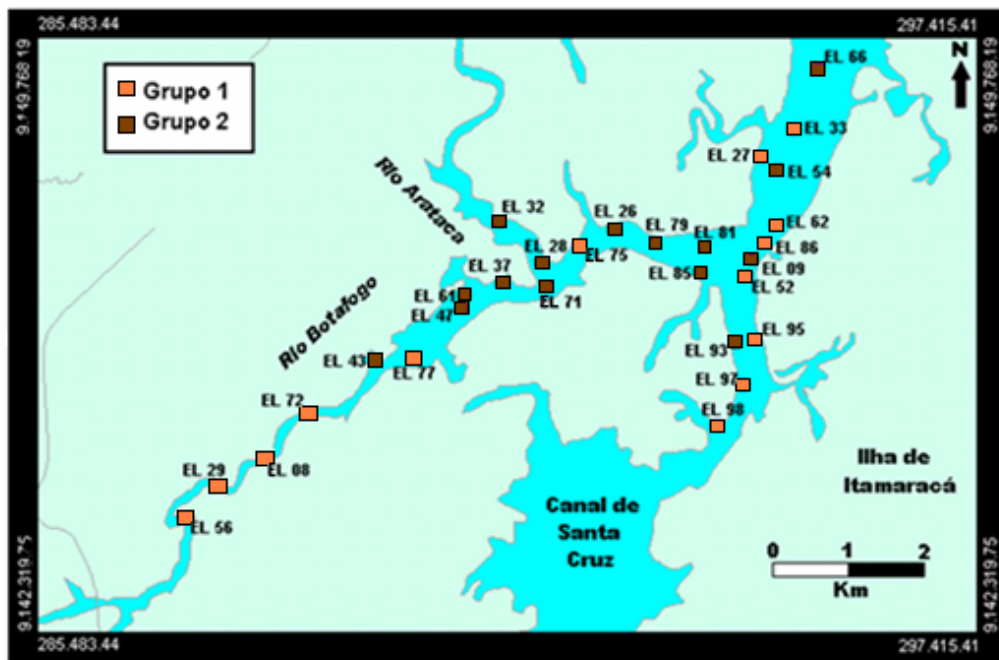 285.483.44
297.415.41
9.149.768.19
9.149.768.19
N
Grupo 1
Grupo 2
EL 66
EL 33
EL 27
EL 54
Rio Arataca
EL 32
EL 26
EL 79
EL 81
EL 62
EL 86
EL 28
EL 75
EL 85
EL 09
EL 37
EL 52
EL 61
EL 71
EL 47
Rio Botafogo
EL 95
EL 93
EL 43
EL 77
EL 97
EL 72
EL 98
EL 29
EL 08
Ilha de
Itamaracá
EL 56
Canal de
Santa
Cruz
0 1 2
Km
9.142.319.75
9.142.319.75
285.483.44
297.415.41